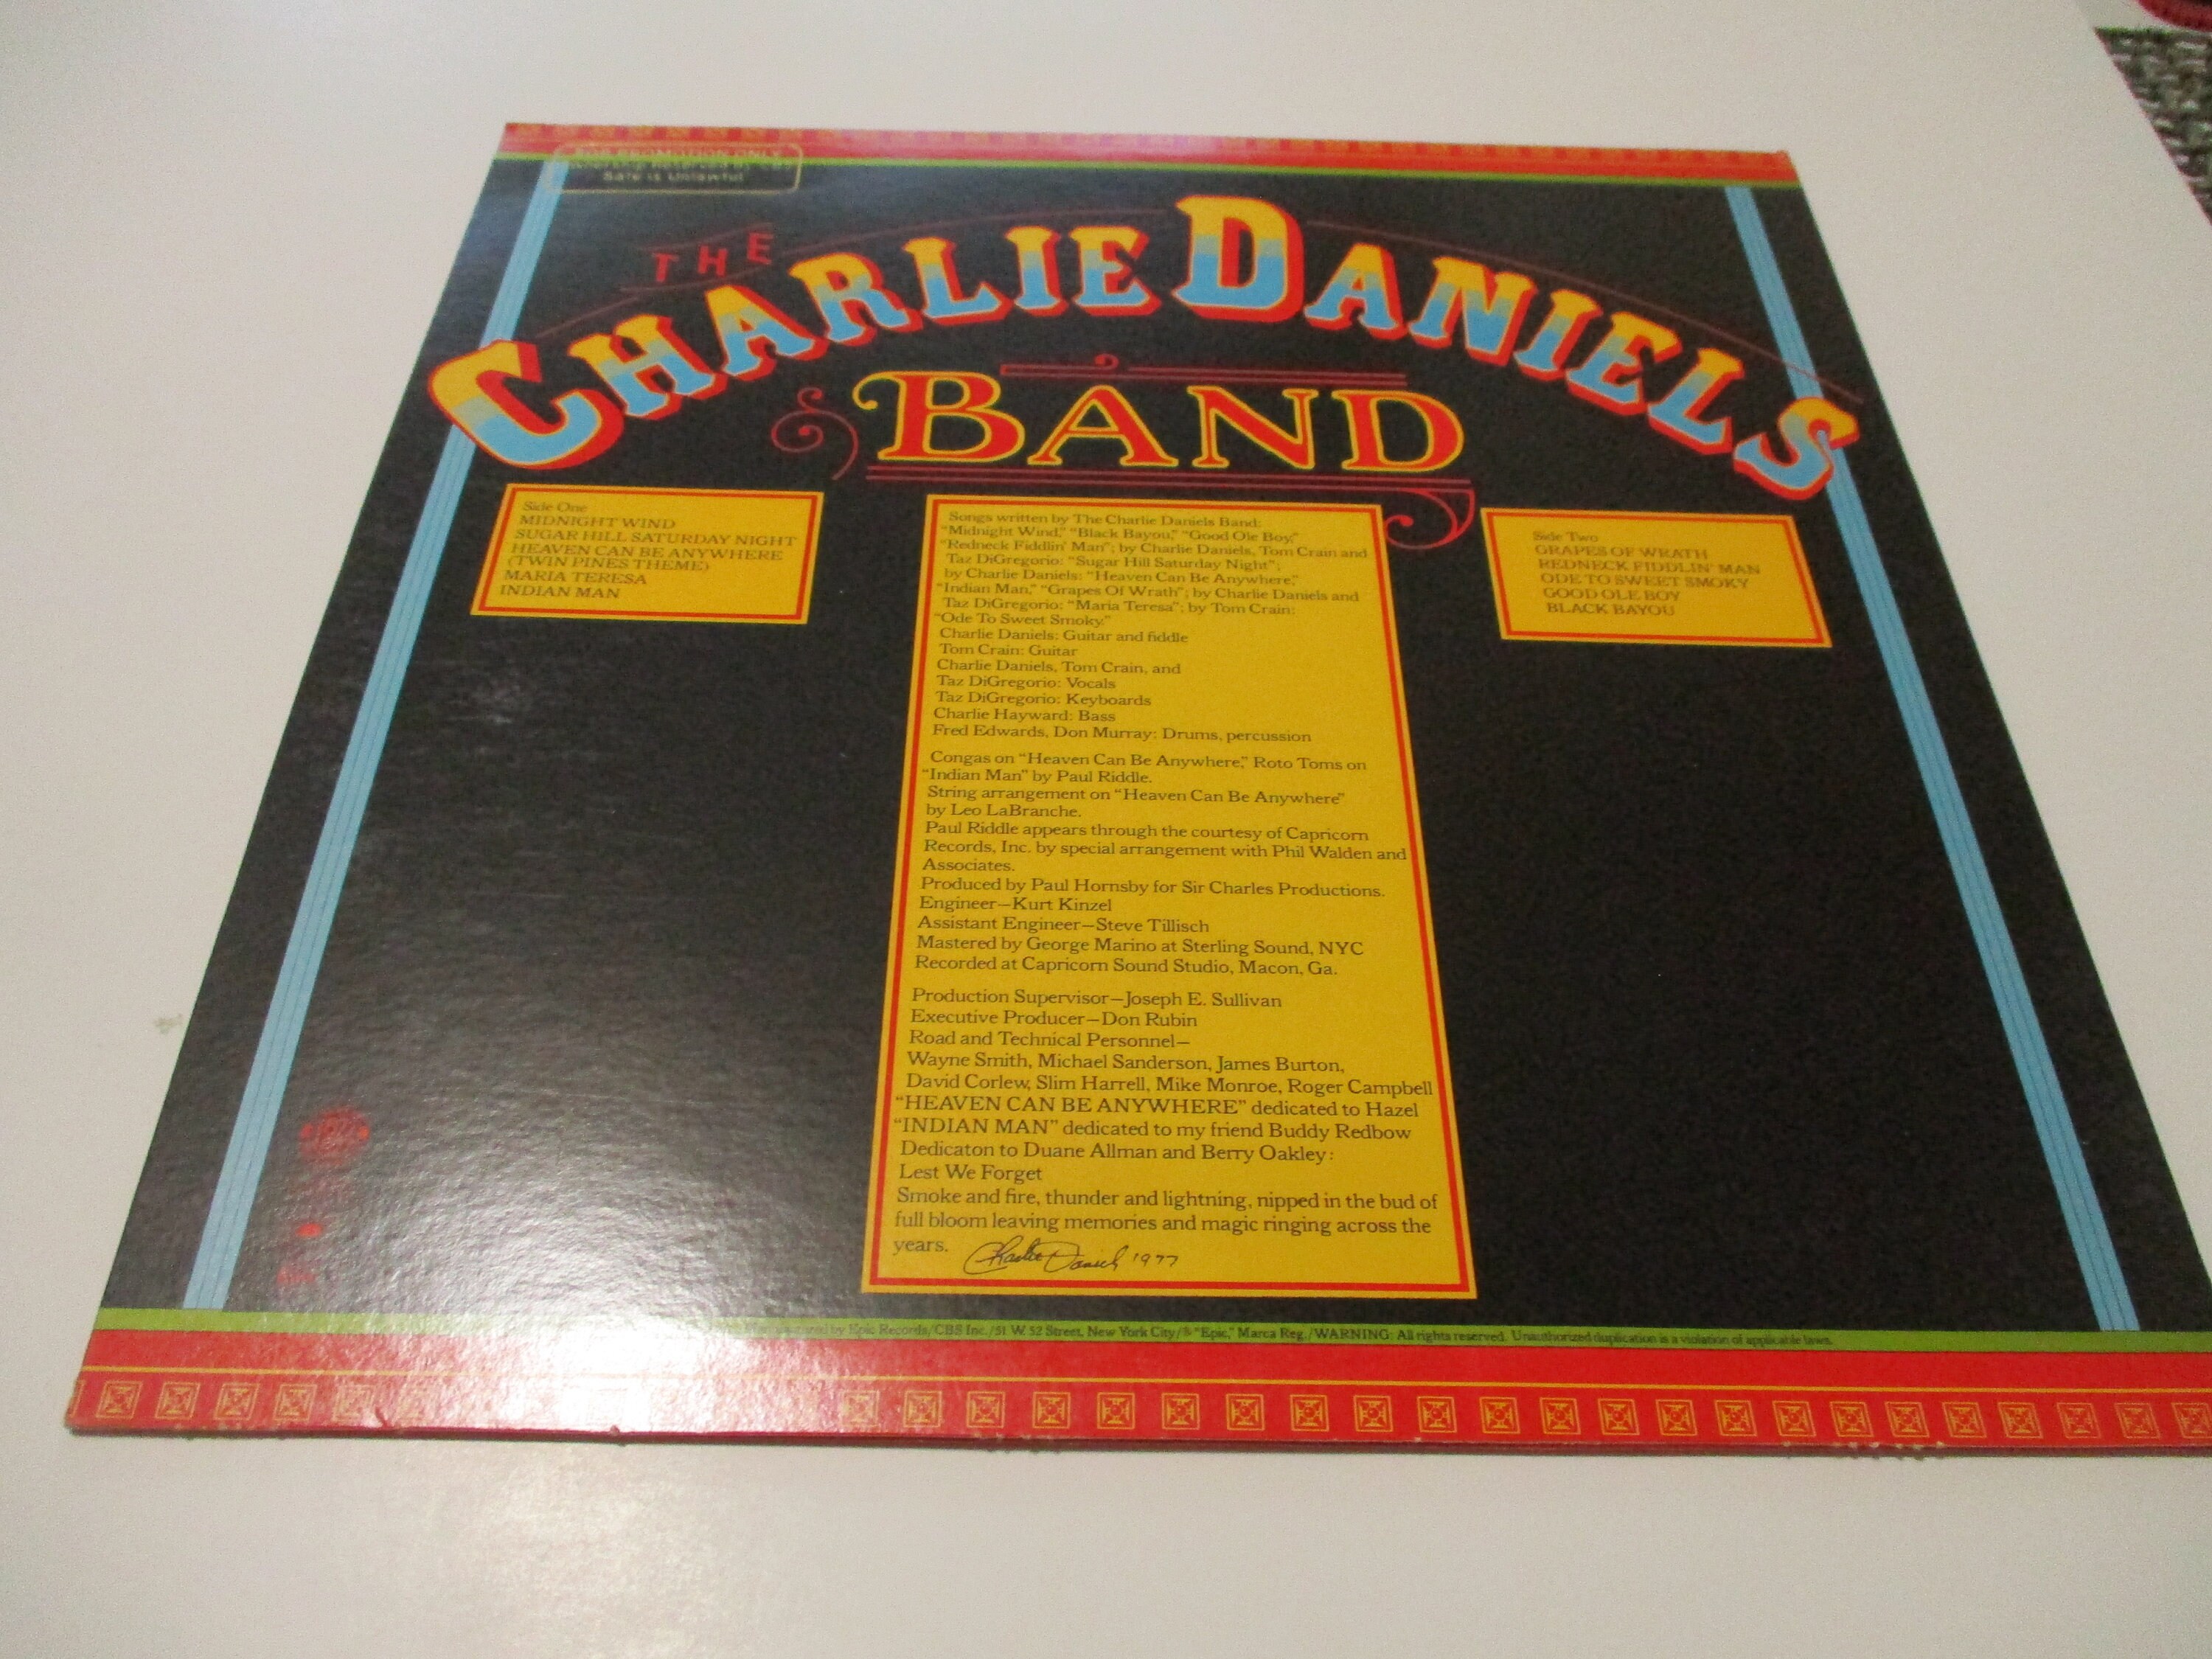 FOR PROMOTION ONLY
Ownership Reserved by CBS
Sale is Unlawful
THE
CHARLIE DANIELS
BAND
Side One
MIDNIGHT WIND
SUGAR HILL SATURDAY NIGHT
HEAVEN CAN BE ANYWHERE
(TWIN PINES THEME)
MARIA TERESA
INDIAN MAN
Songs written by The Charlie Daniels Band:
"Midnight Wind," "Black Bayou," "Good Ole Boy,"
"Redneck Fiddlin' Man"; by Charlie Daniels, Tom Crain and
Taz DiGregorio: "Sugar Hill Saturday Night";
by Charlie Daniels: "Heaven Can Be Anywhere,"
"Indian Man," "Grapes Of Wrath"; by Charlie Daniels and
Taz DiGregorio: "Maria Teresa"; by Tom Crain:
"Ode To Sweet Smoky."
Charlie Daniels: Guitar and fiddle
Tom Crain: Guitar
Charlie Daniels, Tom Crain, and
Taz DiGregorio: Vocals
Taz DiGregorio: Keyboards
Charlie Hayward: Bass
Fred Edwards, Don Murray: Drums, percussion
Congas on "Heaven Can Be Anywhere," Roto Toms on
"Indian Man" by Paul Riddle.
String arrangement on "Heaven Can Be Anywhere"
by Leo LaBranche.
Paul Riddle appears through the courtesy of Capricorn
Records, Inc. by special arrangement with Phil Walden and
Associates.
Produced by Paul Hornsby for Sir Charles Productions.
Engineer—Kurt Kinzel
Assistant Engineer—Steve Tillisch
Mastered by George Marino at Sterling Sound, NYC
Recorded at Capricorn Sound Studio, Macon, Ga.
Production Supervisor—Joseph E. Sullivan
Executive Producer—Don Rubin
Road and Technical Personnel—
Wayne Smith, Michael Sanderson, James Burton,
David Corlew, Slim Harrell, Mike Monroe, Roger Campbell
"HEAVEN CAN BE ANYWHERE" dedicated to Hazel
"INDIAN MAN" dedicated to my friend Buddy Redbow
Dedicaton to Duane Allman and Berry Oakley:
Lest We Forget
Smoke and fire, thunder and lightning, nipped in the bud of
full bloom leaving memories and magic ringing across the
years. Charlie Daniels 1977
Side Two
GRAPES OF WRATH
REDNECK FIDDLIN' MAN
ODE TO SWEET SMOKY
GOOD OLE BOY
BLACK BAYOU
by Epic Records/CBS Inc./51 W. 52 Street, New York City/® "Epic," Marca Reg./WARNING: All rights reserved. Unauthorized duplication is a violation of applicable laws.